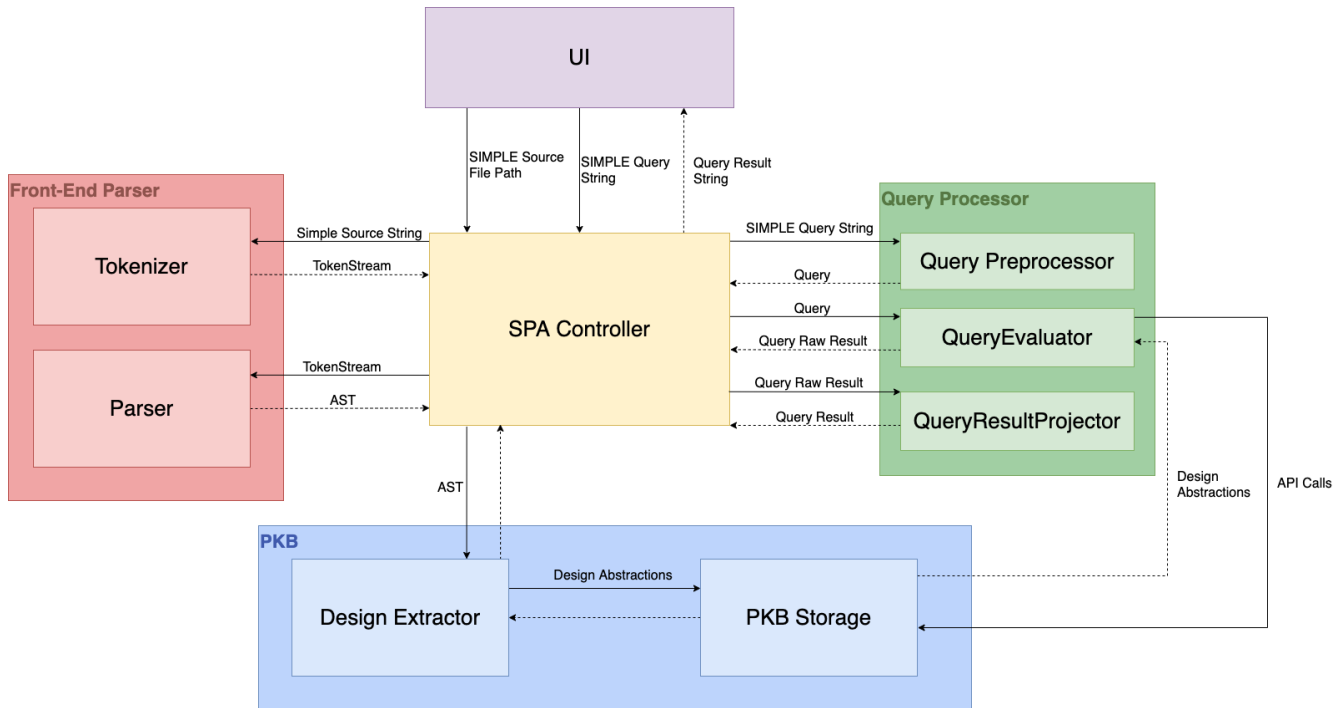 UI
SIMPLE Source
File Path
SIMPLE Query
String
Query Result
String
Front-End Parser
Tokenizer
Parser
Simple Source String
TokenStream
TokenStream
AST
SPA Controller
SIMPLE Query String
Query
Query
Query Raw Result
Query Raw Result
Query Result
Query Processor
Query Preprocessor
QueryEvaluator
QueryResultProjector
Design
Abstractions
API Calls
AST
PKB
Design Extractor
Design Abstractions
PKB Storage